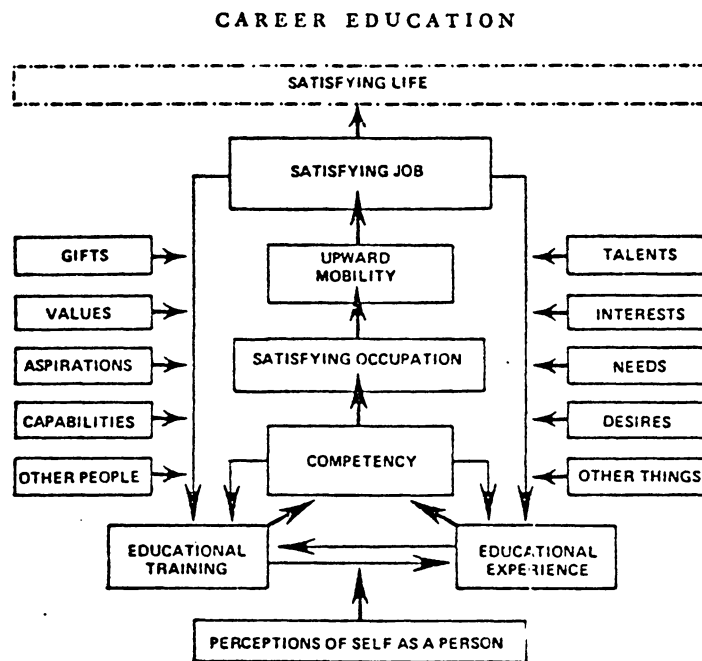 CAREER EDUCATION
SATISFYING LIFE
SATISFYING JOB
GIFTS
UPWARD
MOBILITY
TALENTS
VALUES
INTERESTS
ASPIRATIONS
SATISFYING OCCUPATION
NEEDS
CAPABILITIES
DESIRES
COMPETENCY
OTHER PEOPLE
OTHER THINGS
EDUCATIONAL
TRAINING
EDUCATIONAL
EXPERIENCE
PERCEPTIONS OF SELF AS A PERSON